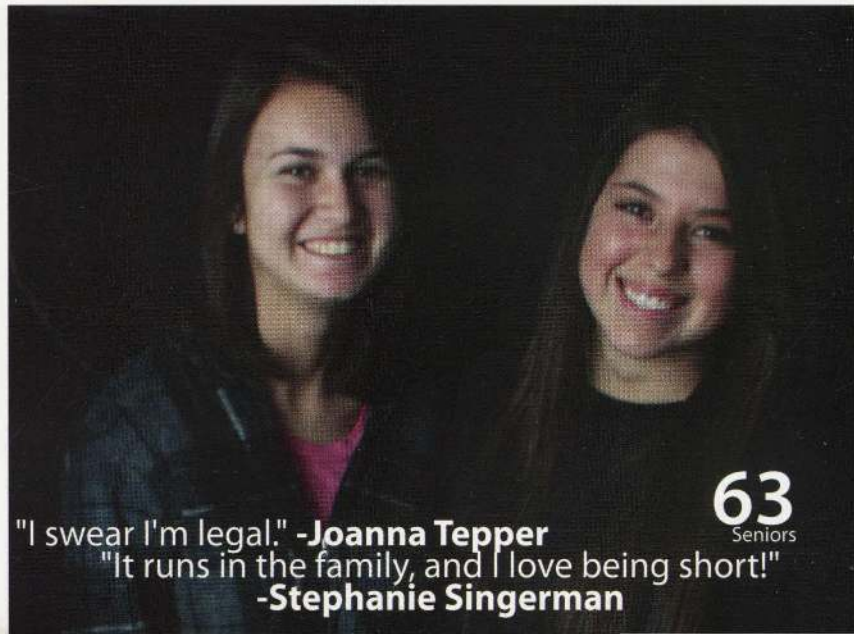 63
Seniors
"I swear I'm legal." -Joanna Tepper
"It runs in the family, and I love being short!"
-Stephanie Singerman